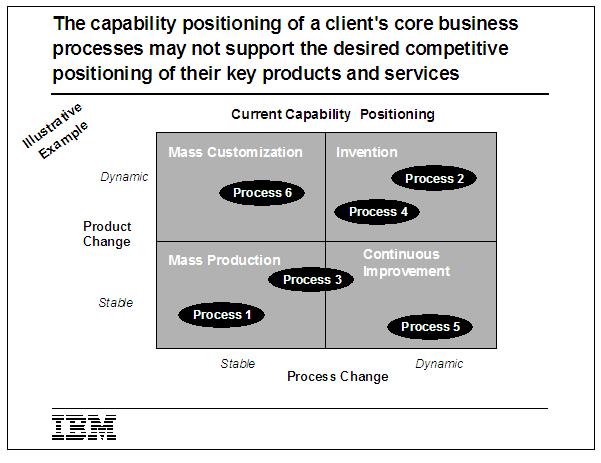 The capability positioning of a client's core business
processes may not support the desired competitive
positioning of their key products and services
Illustrative
Example
Current Capability Positioning
Mass Customization
Invention
Dynamic
Process 2
Process 6
Process 4
Product
Change
Mass Production
Continuous
Improvement
Process 3
Stable
Process 1
Process 5
Stable
Dynamic
Process Change
IBM